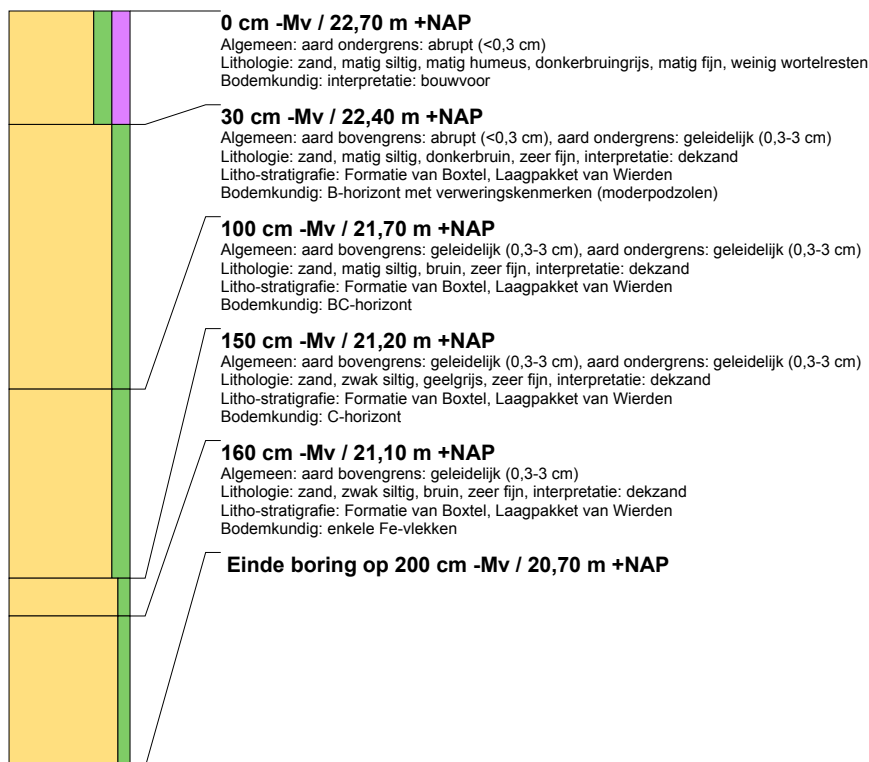 0 cm -Mv / 22,70 m +NAP
Algemeen: aard ondergrens: abrupt (<0,3 cm)
Lithologie: zand, matig siltig, matig humeus, donkerbruingrijs, matig fijn, weinig wortelresten
Bodemkundig: interpretatie: bouwvoor
30 cm -Mv / 22,40 m +NAP
Algemeen: aard bovengrens: abrupt (<0,3 cm), aard ondergrens: geleidelijk (0,3-3 cm)
Lithologie: zand, matig siltig, donkerbruin, zeer fijn, interpretatie: dekzand
Litho-stratigrafie: Formatie van Boxtel, Laagpakket van Wierden
Bodemkundig: B-horizont met verweringskenmerken (moderpodzolen)
100 cm -Mv / 21,70 m +NAP
Algemeen: aard bovengrens: geleidelijk (0,3-3 cm), aard ondergrens: geleidelijk (0,3-3 cm)
Lithologie: zand, matig siltig, bruin, zeer fijn, interpretatie: dekzand
Litho-stratigrafie: Formatie van Boxtel, Laagpakket van Wierden
Bodemkundig: BC-horizont
150 cm -Mv / 21,20 m +NAP
Algemeen: aard bovengrens: geleidelijk (0,3-3 cm), aard ondergrens: geleidelijk (0,3-3 cm)
Lithologie: zand, zwak siltig, geelgrijs, zeer fijn, interpretatie: dekzand
Litho-stratigrafie: Formatie van Boxtel, Laagpakket van Wierden
Bodemkundig: C-horizont
160 cm -Mv / 21,10 m +NAP
Algemeen: aard bovengrens: geleidelijk (0,3-3 cm)
Lithologie: zand, zwak siltig, bruin, zeer fijn, interpretatie: dekzand
Litho-stratigrafie: Formatie van Boxtel, Laagpakket van Wierden
Bodemkundig: enkele Fe-vlekken
Einde boring op 200 cm -Mv / 20,70 m +NAP